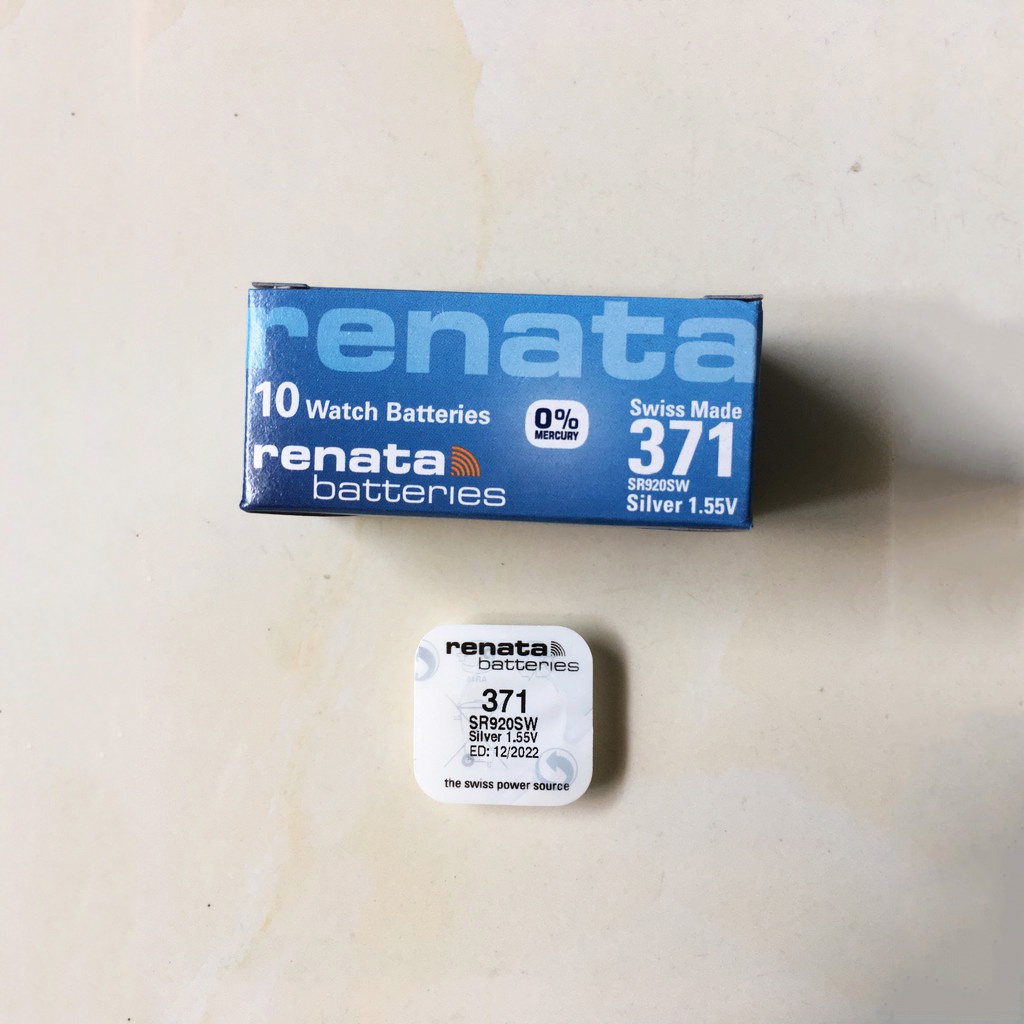 renata
10 Watch Batteries
0%
MERCURY
Swiss Made
371
SR920SW
Silver 1.55V
renata
batteries
renata
batteries
371
SR920SW
Silver 1.55V
ED: 12/2022
the swiss power source